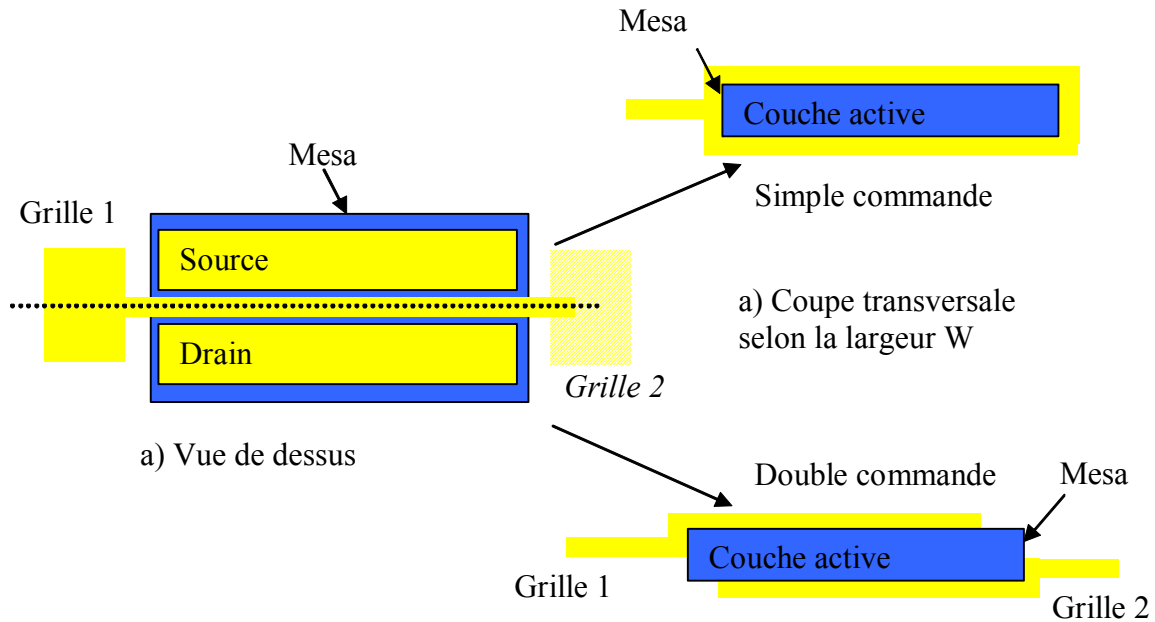 Mesa
Couche active
Simple commande
Mesa
Grille 1
Source
Drain
Grille 2
a) Vue de dessus
a) Coupe transversale
selon la largeur W
Double commande
Mesa
Couche active
Grille 1
Grille 2